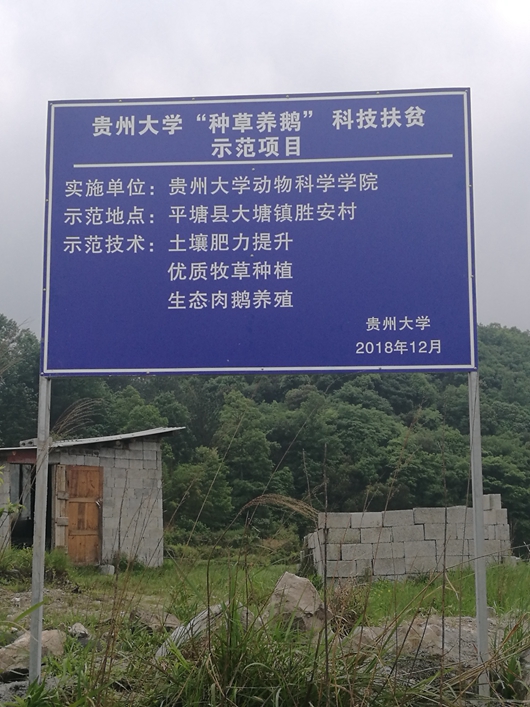 贵州大学“种草养鹅” 科技扶贫
示范项目
实施单位：贵州大学动物科学学院
示范地点：平塘县大塘镇胜安村
示范技术：土壤肥力提升
优质牧草种植
生态肉鹅养殖
贵州大学
2018年12月